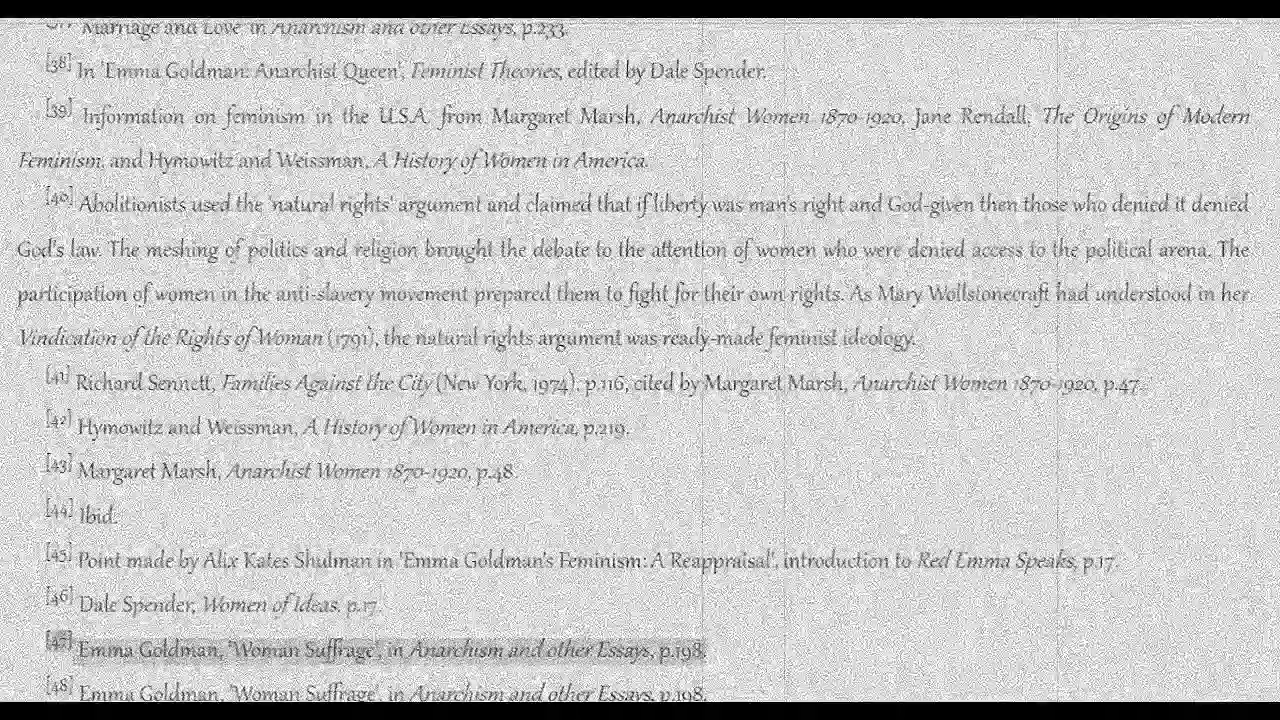 Marriage and Love' in Anarchism and other Essays, p.233.
[38] In 'Emma Goldman: Anarchist Queen', Feminist Theories, edited by Dale Spender.
[39] Information on feminism in the U.S.A. from Margaret Marsh, Anarchist Women 1870-1920, Jane Rendall, The Origins of Modern
Feminism, and Hymowitz and Weissman, A History of Women in America.
[40] Abolitionists used the 'natural rights' argument and claimed that if liberty was man's right and God-given then those who denied it denied
God's law. The meshing of politics and religion brought the debate to the attention of women who were denied access to the political arena. The
participation of women in the anti-slavery movement prepared them to fight for their own rights. As Mary Wollstonecraft had understood in her
Vindication of the Rights of Woman (1791), the natural rights argument was ready-made feminist ideology.
[41] Richard Sennett, Families Against the City (New York, 1974), p.116, cited by Margaret Marsh, Anarchist Women 1870-1920, p.47.
[42] Hymowitz and Weissman, A History of Women in America, p.219.
[43] Margaret Marsh, Anarchist Women 1870-1920, p.48.
[44] Ibid.
[45] Point made by Alix Kates Shulman in 'Emma Goldman's Feminism: A Reappraisal', introduction to Red Emma Speaks, p.17.
[46] Dale Spender, Women of Ideas, p.17.
[47] Emma Goldman, 'Woman Suffrage', in Anarchism and other Essays, p.198.
[48] Emma Goldman, 'Woman Suffrage', in Anarchism and other Essays, p.198.